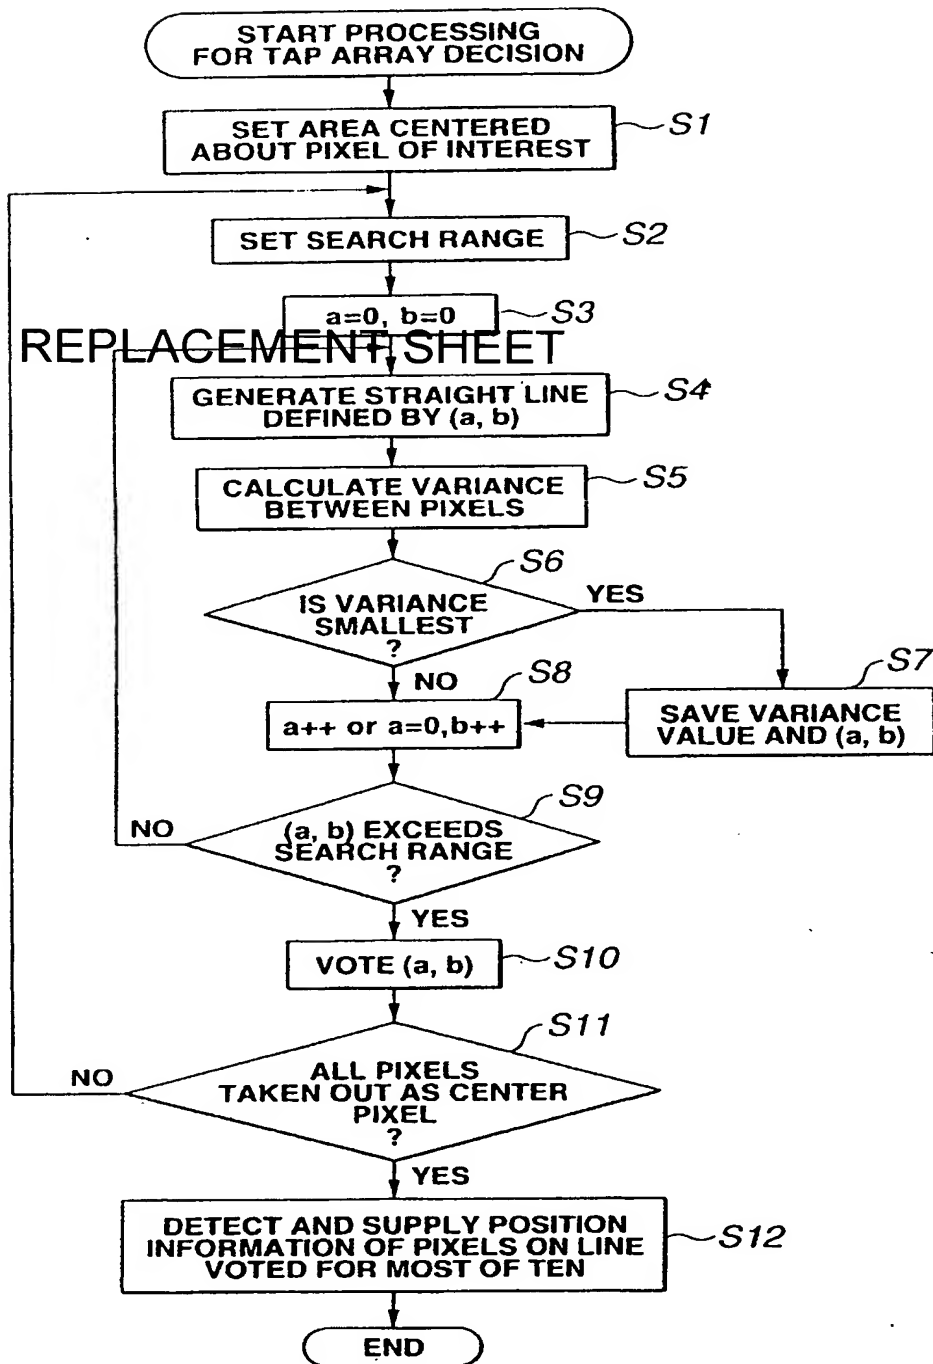 START PROCESSING
FOR TAP ARRAY DECISION
SET AREA CENTERED
ABOUT PIXEL OF INTEREST
S1
SET SEARCH RANGE
S2
a=0, b=0
S3
REPLACEMENT SHEET
GENERATE STRAIGHT LINE
DEFINED BY (a, b)
S4
CALCULATE VARIANCE
BETWEEN PIXELS
S5
S6
IS VARIANCE
SMALLEST
?
YES
NO
S7
SAVE VARIANCE
VALUE AND (a, b)
S8
a++ or a=0,b++
S9
(a, b) EXCEEDS
SEARCH RANGE
?
NO
YES
VOTE (a, b)
S10
S11
ALL PIXELS
TAKEN OUT AS CENTER
PIXEL
?
NO
YES
DETECT AND SUPPLY POSITION
INFORMATION OF PIXELS ON LINE
VOTED FOR MOST OF TEN
S12
END